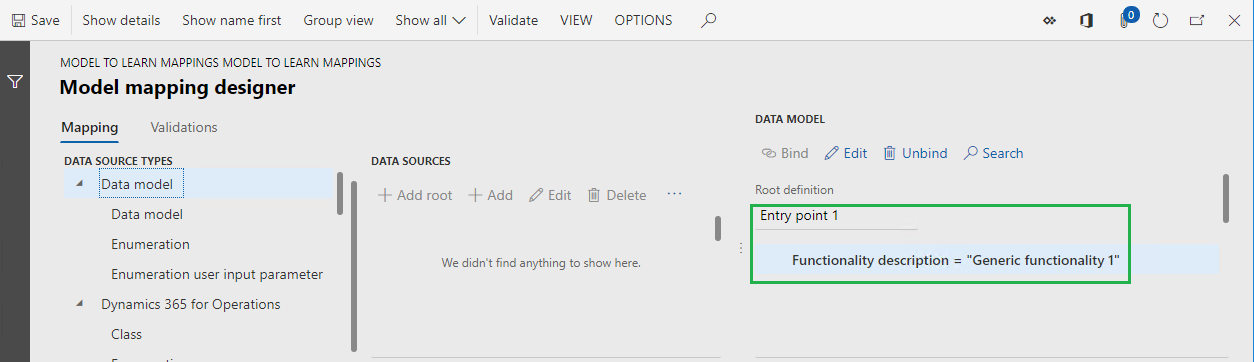 Save Show details Show name first Group view Show all Validate VIEW OPTIONS 0
MODEL TO LEARN MAPPINGS MODEL TO LEARN MAPPINGS
Model mapping designer
Mapping Validations
DATA SOURCE TYPES
Data model
Data model
Enumeration
Enumeration user input parameter
Dynamics 365 for Operations
Class
DATA SOURCES
Add root Add Edit Delete ...
We didn't find anything to show here.
DATA MODEL
Bind Edit Unbind Search
Root definition
Entry point 1
Functionality description = "Generic functionality 1"